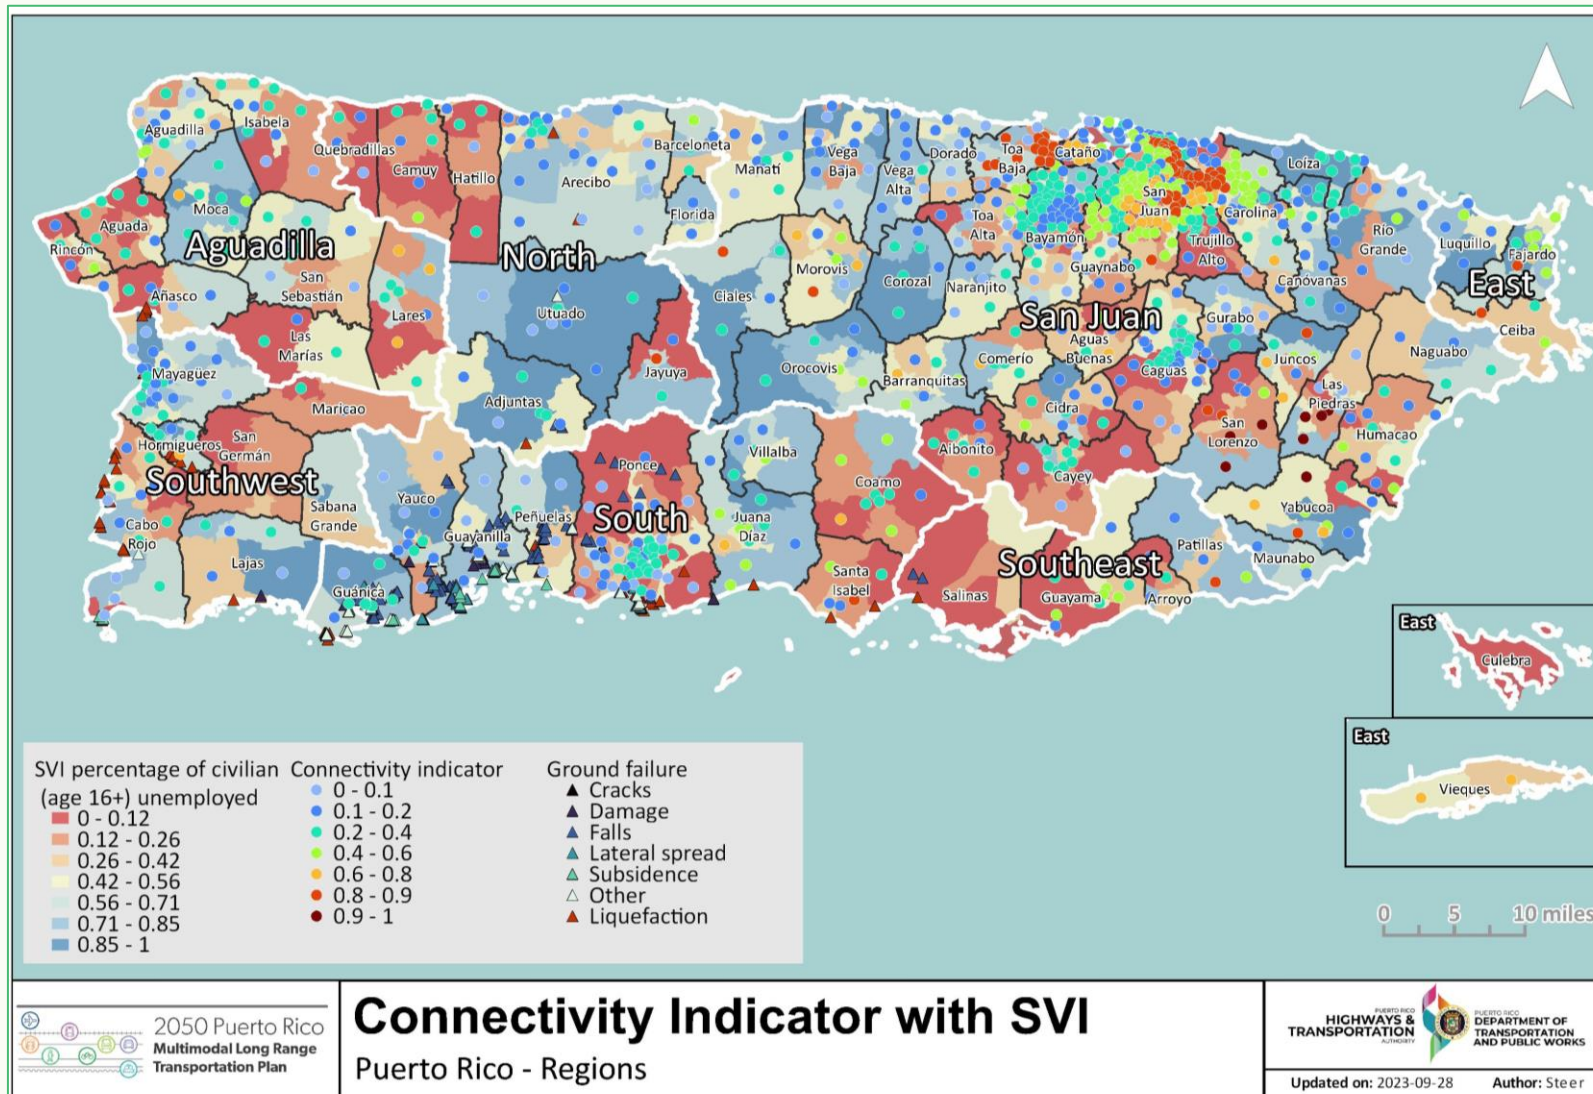 Aguadilla
Isabela
Quebradillas
Camuy
Hatillo
Arecibo
Barceloneta
Manatí
Vega
Baja
Vega
Alta
Dorado
Toa
Baja
Cataño
San
Juan
Carolina
Loíza
Moca
Aguada
Rincón
Aguadilla
Añasco
San
Sebastián
Lares
Las
Marías
Mayagüez
North
Florida
Utuado
Ciales
Morovis
Corozal
Naranjito
Toa
Alta
Bayamón
Guaynabo
Trujillo
Alto
Canóvanas
Río
Grande
Luquillo
Fajardo
East
Ceiba
Naguabo
San Juan
Gurabo
Juncos
Las
Piedras
Aguas
Buenas
Caguas
Comerío
Barranquitas
Orocovis
Jayuya
Adjuntas
Maricao
Hormigueros
San
Germán
Southwest
Sabana
Grande
Cabo
Rojo
Lajas
Yauco
Guayanilla
Guánica
Peñuelas
Ponce
South
Juana
Díaz
Villalba
Coamo
Aibonito
Cidra
Cayey
San
Lorenzo
Humacao
Yabucoa
Maunabo
Patillas
Southeast
Arroyo
Guayama
Salinas
Santa
Isabel
East
Culebra
East
Vieques
0 5 10 miles
SVI percentage of civilian
(age 16+) unemployed
0 - 0.12
0.12 - 0.26
0.26 - 0.42
0.42 - 0.56
0.56 - 0.71
0.71 - 0.85
0.85 - 1
Connectivity indicator
0 - 0.1
0.1 - 0.2
0.2 - 0.4
0.4 - 0.6
0.6 - 0.8
0.8 - 0.9
0.9 - 1
Ground failure
Cracks
Damage
Falls
Lateral spread
Subsidence
Other
Liquefaction
2050 Puerto Rico
Multimodal Long Range
Transportation Plan
Connectivity Indicator with SVI
Puerto Rico - Regions
PUERTO RICO
HIGHWAYS &
TRANSPORTATION
AUTHORITY
PUERTO RICO
DEPARTMENT OF
TRANSPORTATION
AND PUBLIC WORKS
Updated on: 2023-09-28 Author: Steer